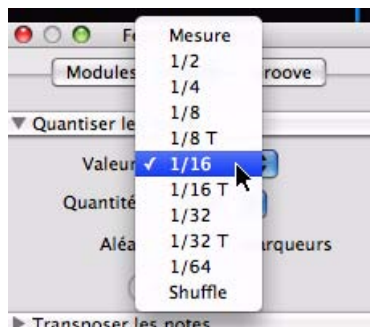 Fe
Mesure
Modules
roove
1/2
1/4
1/8
Quantiser le
1/8 T
Valeur
✓ 1/16
1/16 T
Quantité
1/32
1/32 T
Aléa
arqueurs
1/64
Shuffle
Transposer les notes